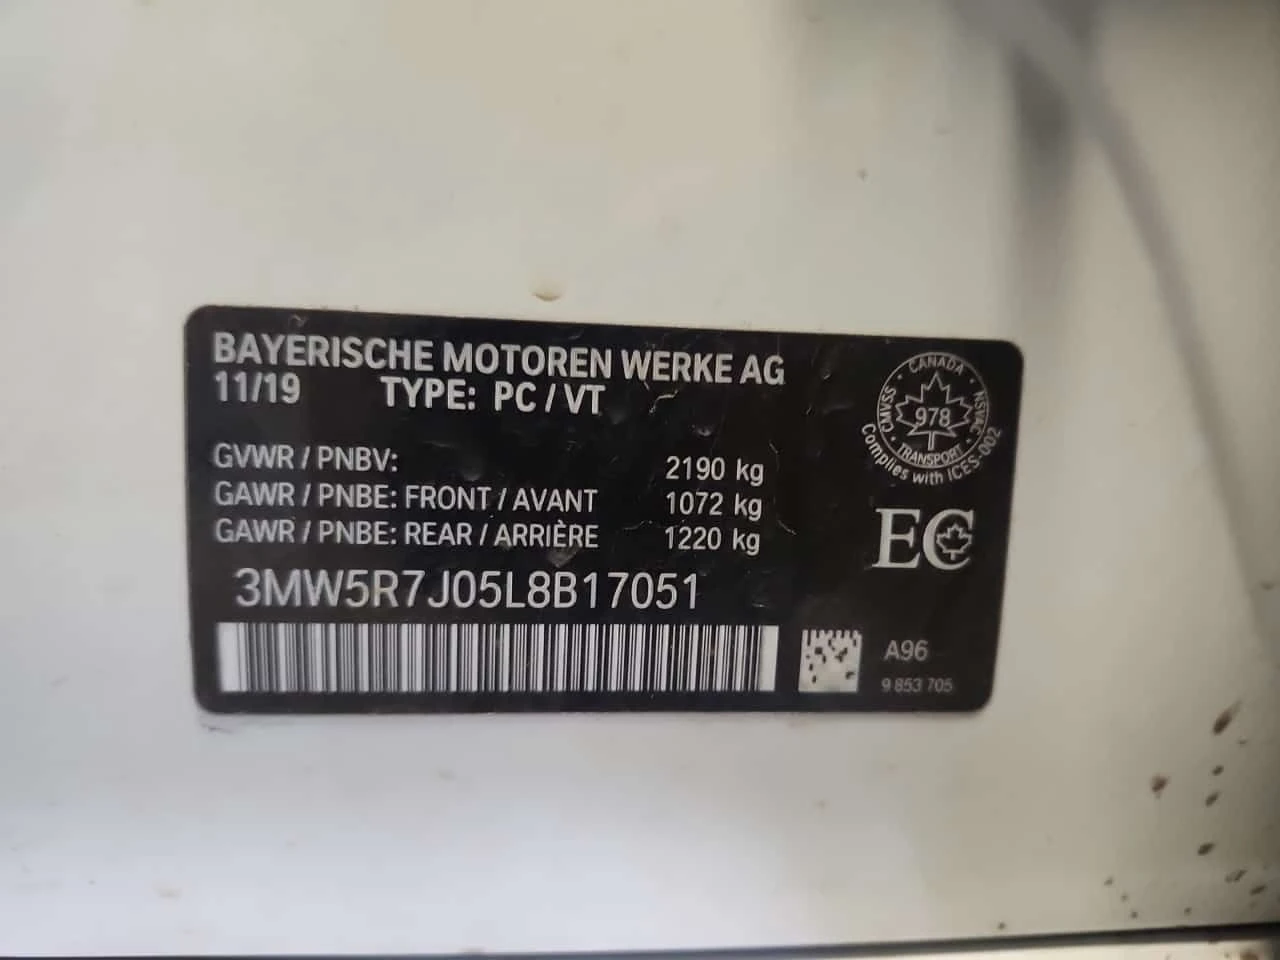 BAYERISCHE MOTOREN WERKE AG
11/19 TYPE: PC / VT
GVWR / PNBV: 2190 kg
GAWR / PNBE: FRONT / AVANT 1072 kg
GAWR / PNBE: REAR / ARRIÈRE 1220 kg
3MW5R7J05L8B17051
CANADA
CMVSS
NSVAC
978
TRANSPORT
Complies with ICES-002
EC
A96
9 853 705